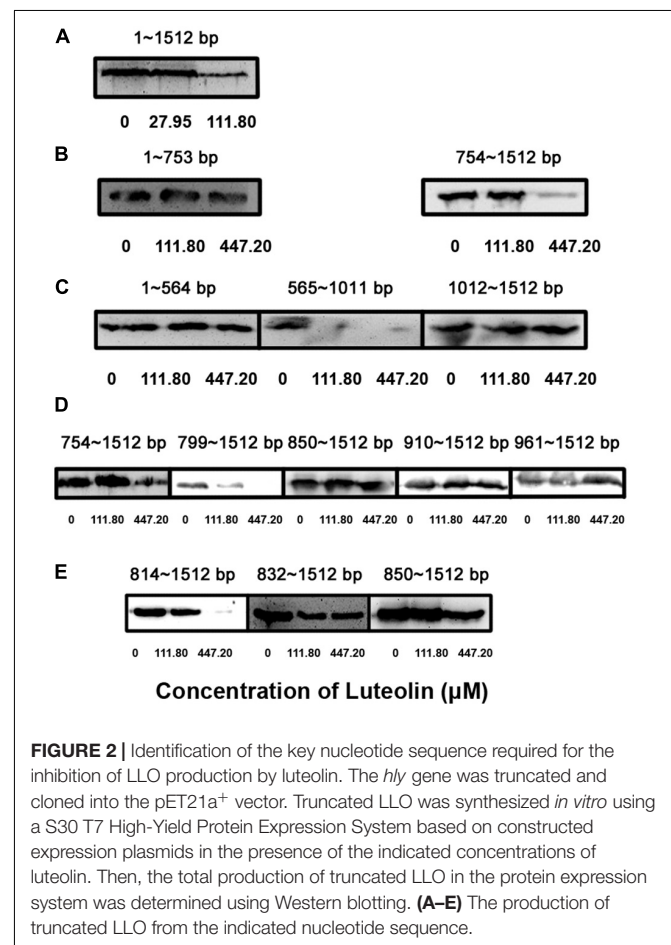 A
1~1512 bp
0 27.95 111.80
B
1~753 bp 754~1512 bp
0 111.80 447.20 0 111.80 447.20
C
1~564 bp 565~1011 bp 1012~1512 bp
0 111.80 447.20 0 111.80 447.20 0 111.80 447.20
D
754~1512 bp 799~1512 bp 850~1512 bp 910~1512 bp 961~1512 bp
0 111.80 447.20 0 111.80 447.20 0 111.80 447.20 0 111.80 447.20 0 111.80 447.20
E
814~1512 bp 832~1512 bp 850~1512 bp
0 111.80 447.20 0 111.80 447.20 0 111.80 447.20
Concentration of Luteolin (μM)
FIGURE 2 | Identification of the key nucleotide sequence required for the
inhibition of LLO production by luteolin. The hly gene was truncated and
cloned into the pET21a⁺ vector. Truncated LLO was synthesized in vitro using
a S30 T7 High-Yield Protein Expression System based on constructed
expression plasmids in the presence of the indicated concentrations of
luteolin. Then, the total production of truncated LLO in the protein expression
system was determined using Western blotting. (A–E) The production of
truncated LLO from the indicated nucleotide sequence.